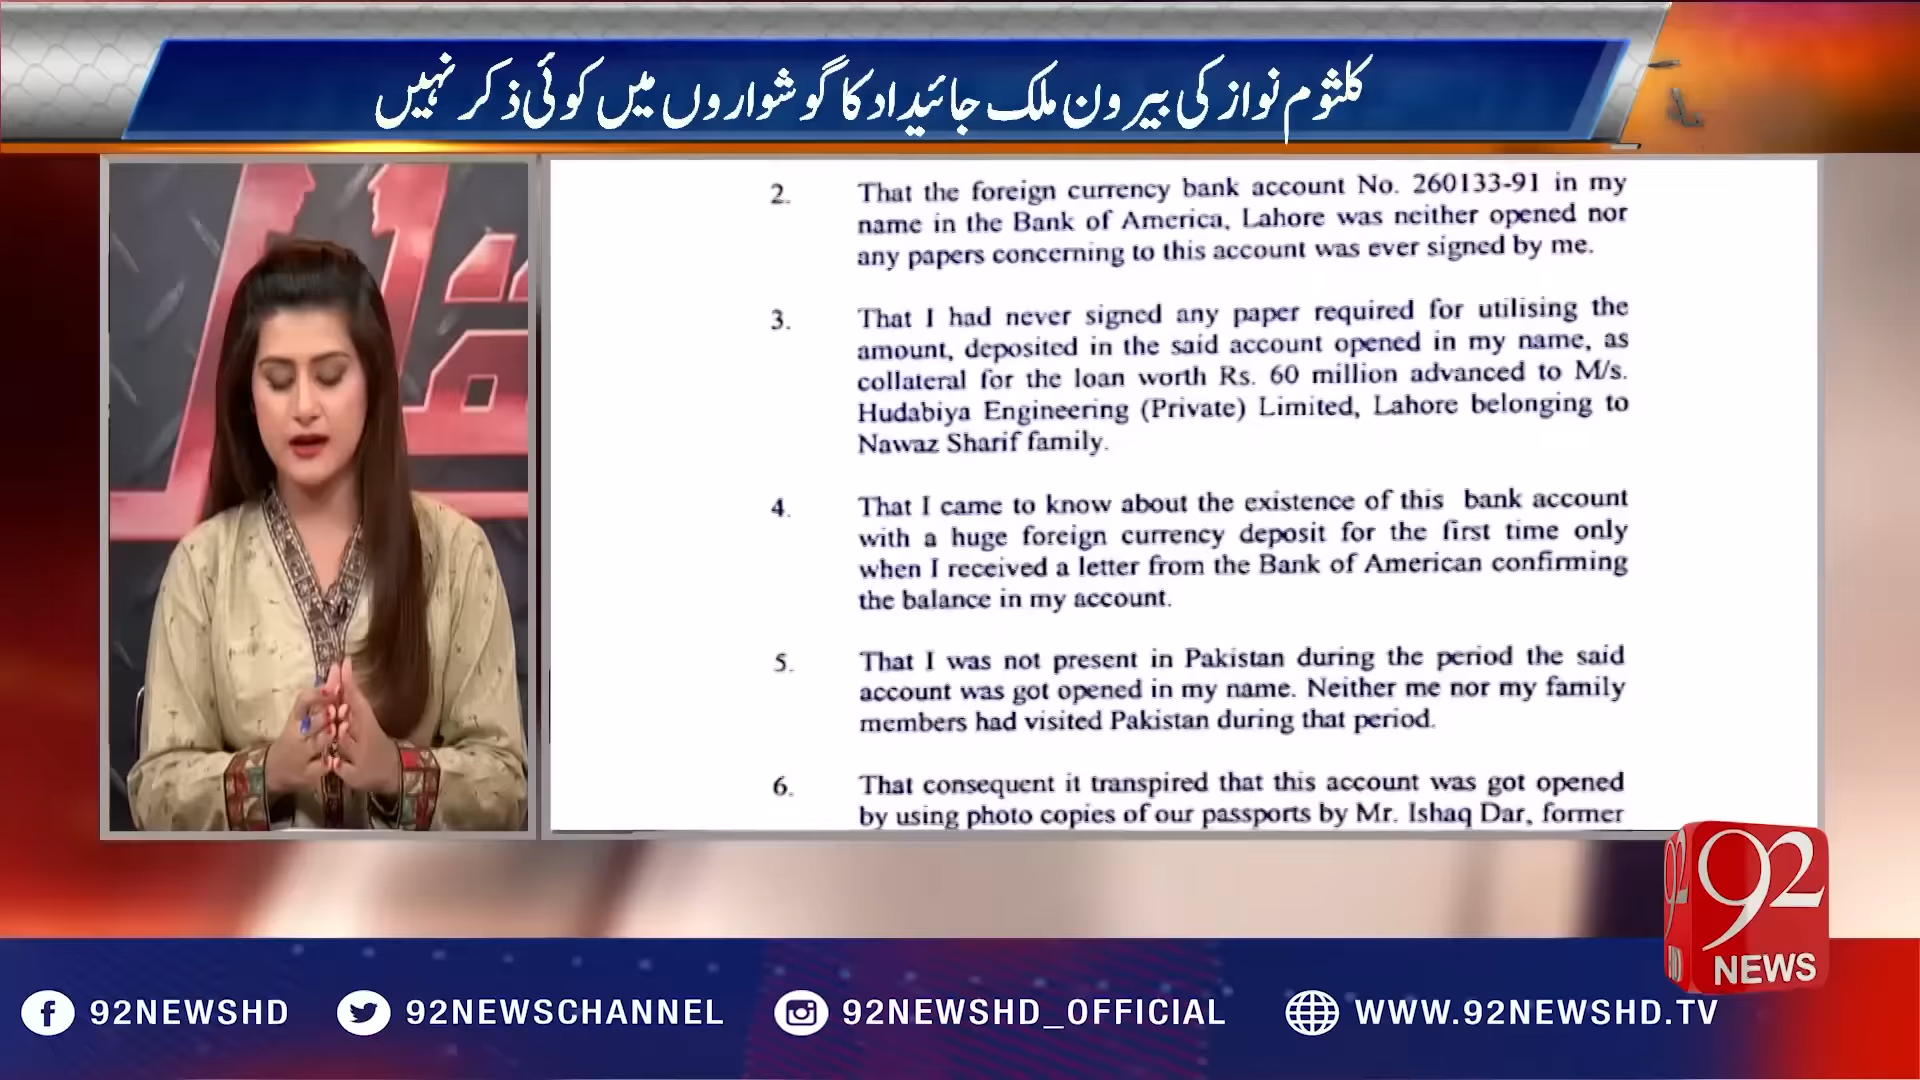 کلثوم نواز کی بیرون ملک جائیداد کا گوشواروں میں کوئی ذکر نہیں
2. That the foreign currency bank account No. 260133-91 in my
name in the Bank of America, Lahore was neither opened nor
any papers concerning to this account was ever signed by me.
3. That I had never signed any paper required for utilising the
amount, deposited in the said account opened in my name, as
collateral for the loan worth Rs. 60 million advanced to M/s.
Hudabiya Engineering (Private) Limited, Lahore belonging to
Nawaz Sharif family.
4. That I came to know about the existence of this bank account
with a huge foreign currency deposit for the first time only
when I received a letter from the Bank of American confirming
the balance in my account.
5. That I was not present in Pakistan during the period the said
account was got opened in my name. Neither me nor my family
members had visited Pakistan during that period.
6. That consequent it transpired that this account was got opened
by using photo copies of our passports by Mr. Ishaq Dar, former
92
NEWS
92NEWSHD
92NEWSCHANNEL
92NEWSHD_OFFICIAL
WWW.92NEWSHD.TV